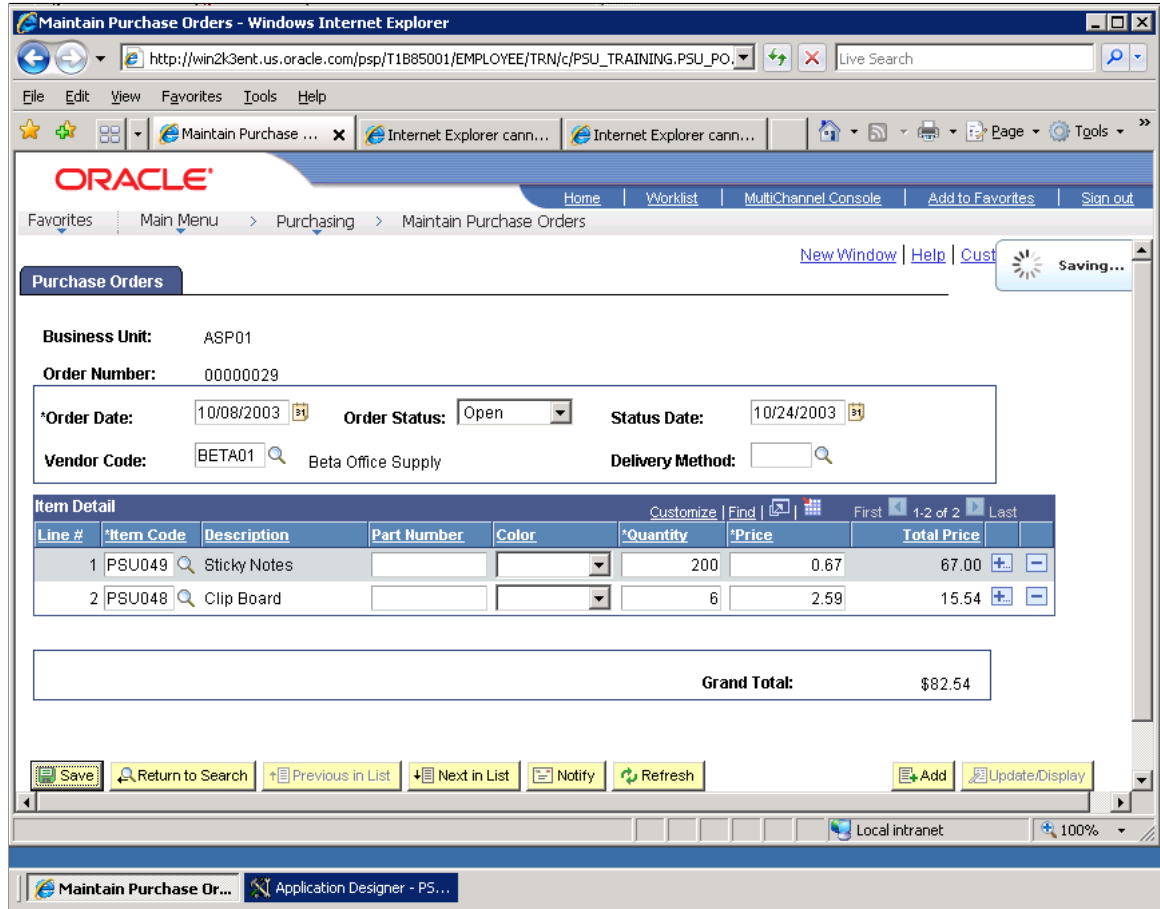 Maintain Purchase Orders - Windows Internet Explorer
http://win2k3ent.us.oracle.com/psp/T1B85001/EMPLOYEE/TRN/c/PSU_TRAINING.PSU_PO. Live Search
File Edit View Favorites Tools Help
Maintain Purchase ... Internet Explorer cann... Internet Explorer cann... Page Tools »
ORACLE
Home | Worklist | MultiChannel Console | Add to Favorites | Sign out
Favorites Main Menu > Purchasing > Maintain Purchase Orders
New Window | Help | Cust Saving...
Purchase Orders
Business Unit: ASP01
Order Number: 00000029
*Order Date: 10/08/2003 Order Status: Open Status Date: 10/24/2003
Vendor Code: BETA01 Beta Office Supply Delivery Method:
Item Detail Customize | Find | First 1-2 of 2 Last
Line # *Item Code Description Part Number Color *Quantity *Price Total Price
1 PSU049 Sticky Notes 200 0.67 67.00
2 PSU048 Clip Board 6 2.59 15.54
Grand Total: $82.54
Save Return to Search Previous in List Next in List Notify Refresh Add Update/Display
Local intranet 100%
Maintain Purchase Or... Application Designer - PS...